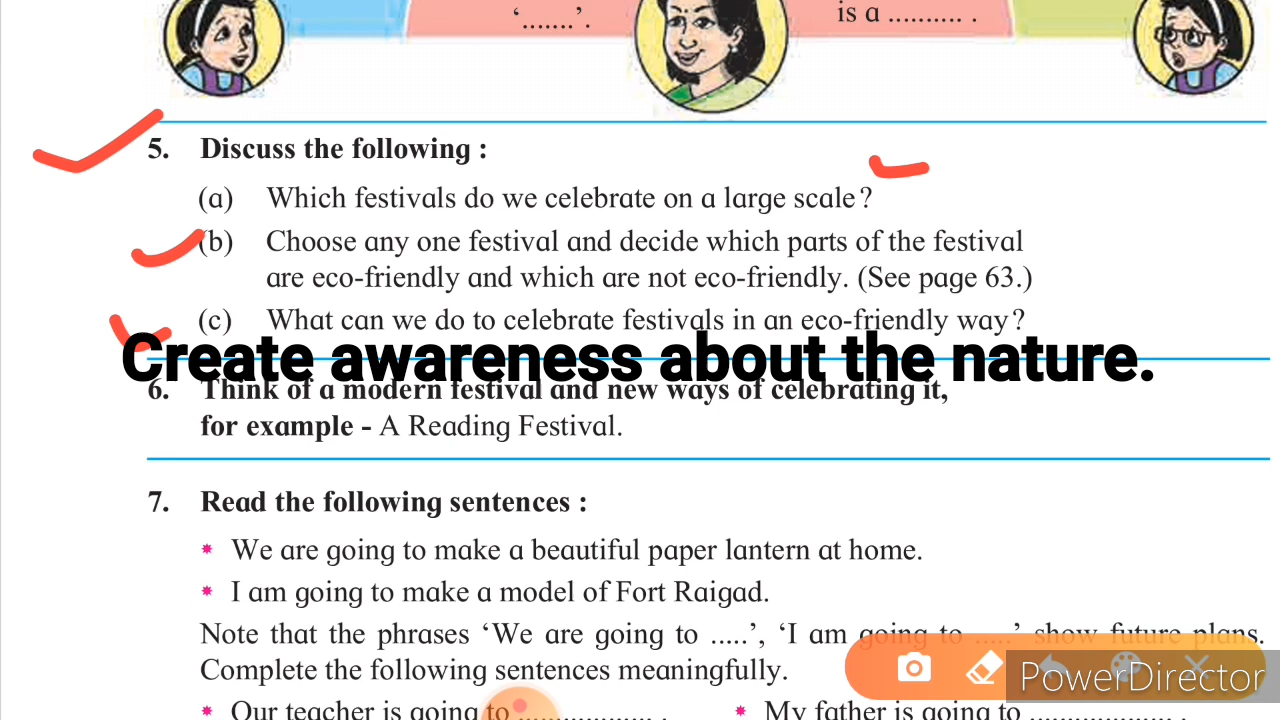 ‘.......’.
is a .......... .
5. Discuss the following :
(a) Which festivals do we celebrate on a large scale?
(b) Choose any one festival and decide which parts of the festival
are eco-friendly and which are not eco-friendly. (See page 63.)
(c) What can we do to celebrate festivals in an eco-friendly way?
Create awareness about the nature.
6. Think of a modern festival and new ways of celebrating it,
for example - A Reading Festival.
7. Read the following sentences :
* We are going to make a beautiful paper lantern at home.
* I am going to make a model of Fort Raigad.
Note that the phrases ‘We are going to .....’, ‘I am going to .....’ show future plans.
Complete the following sentences meaningfully.
PowerDirector
* Our teacher is going to .................. . * My father is going to ................... .